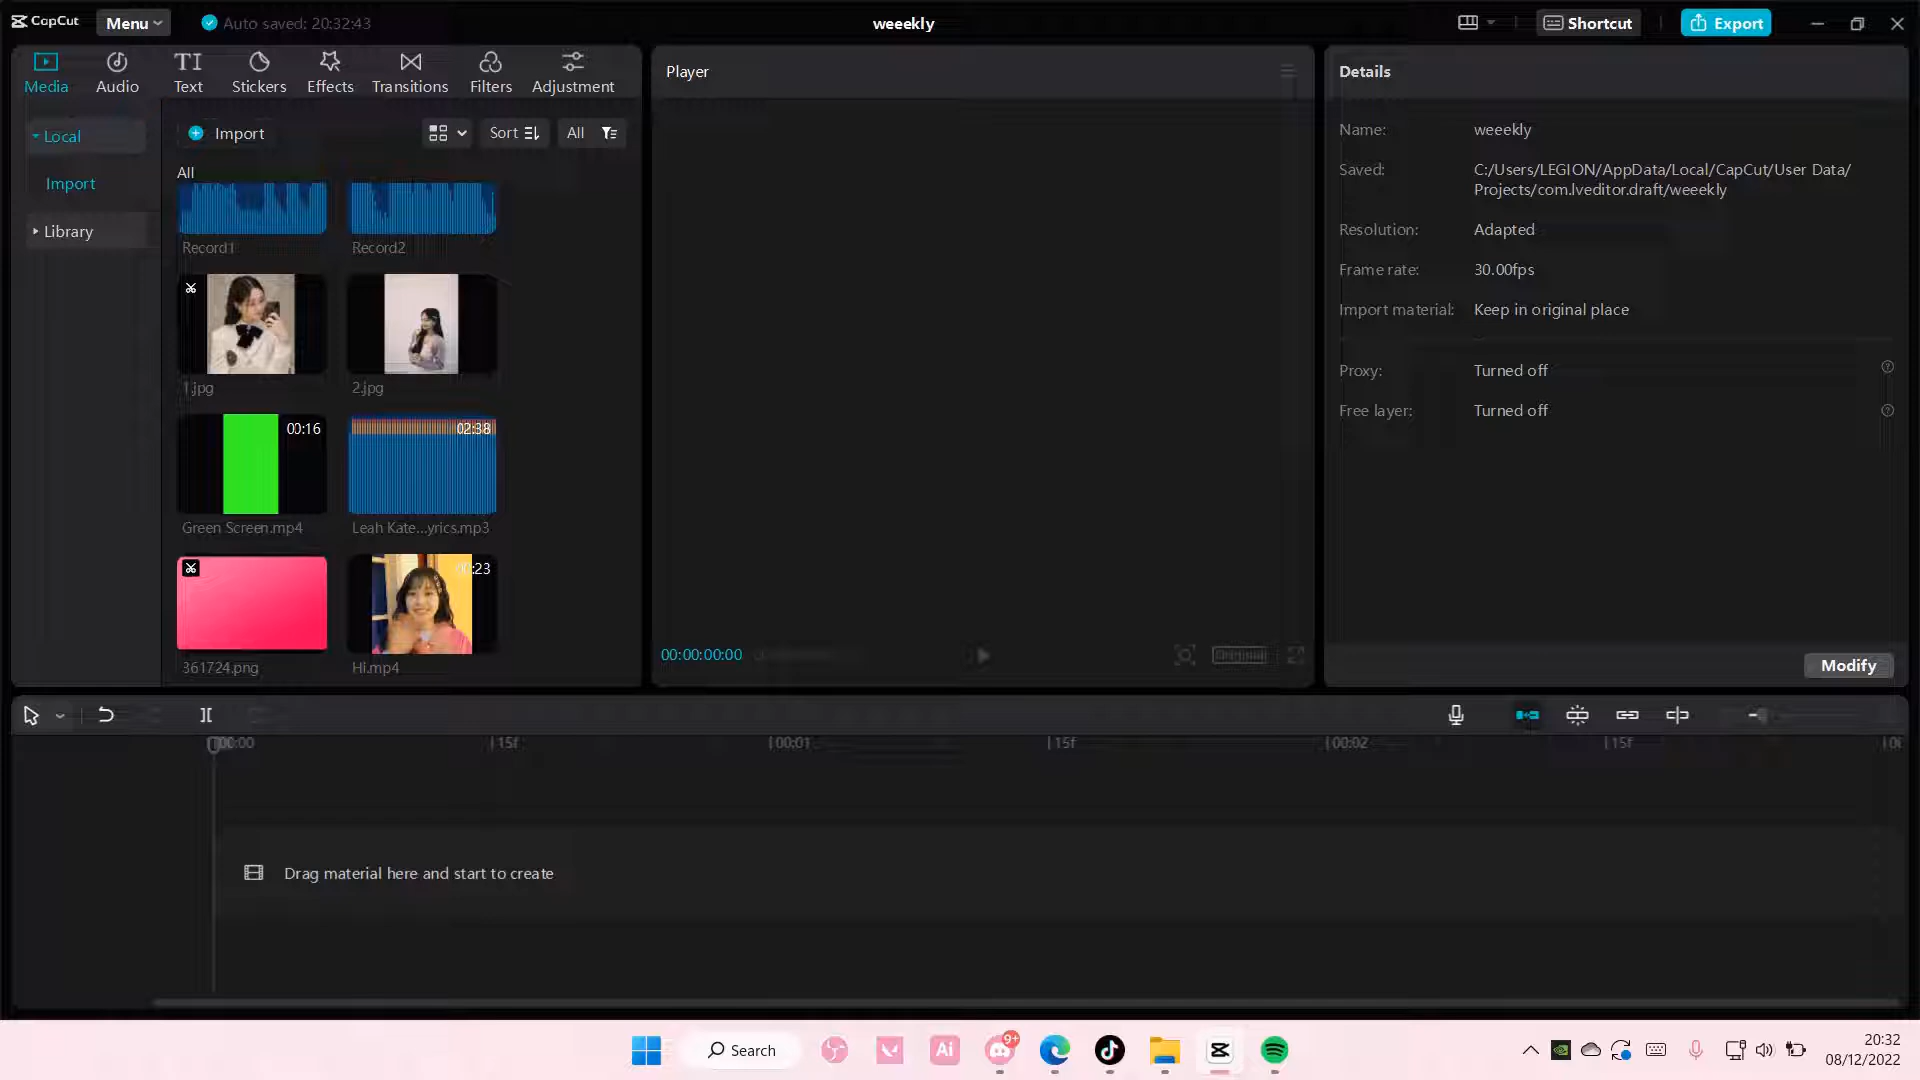 CapCut
Menu
Auto saved: 20:32:43
weeekly
Shortcut
Export
Media
Audio
TI
Text
Stickers
Effects
Transitions
Filters
Adjustment
Player
Details
Local
Import
Library
Import
Sort
All
All
Record1
Record2
1.jpg
2.jpg
00:16
02:38
Green Screen.mp4
Leah Kate...yrics.mp3
:23
361724.png
Hi.mp4
00:00:00:00
Original
Name: weeekly
Saved: C:/Users/LEGION/AppData/Local/CapCut/User Data/
Projects/com.lveditor.draft/weeekly
Resolution: Adapted
Frame rate: 30.00fps
Import material: Keep in original place
Proxy: Turned off
Free layer: Turned off
Modify
00:00
15f
00:01
15f
00:02
15f
Drag material here and start to create
Search
Ai
9+
20:32
08/12/2022